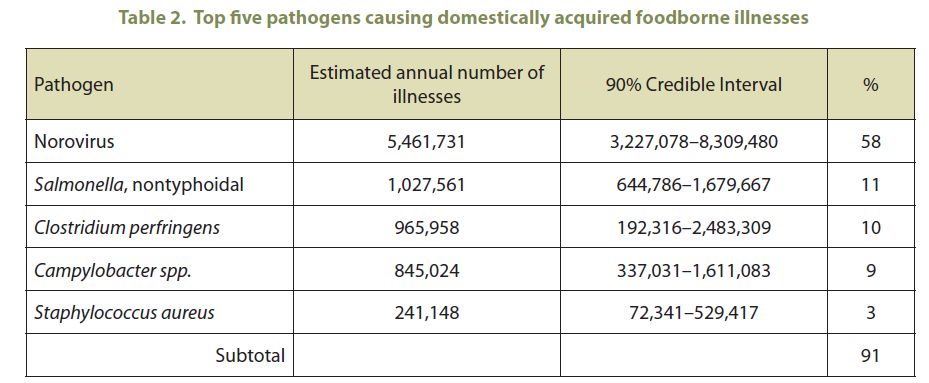 Table 2. Top five pathogens causing domestically acquired foodborne illnesses
Pathogen Estimated annual number of illnesses 90% Credible Interval %
Norovirus 5,461,731 3,227,078–8,309,480 58
Salmonella, nontyphoidal 1,027,561 644,786–1,679,667 11
Clostridium perfringens 965,958 192,316–2,483,309 10
Campylobacter spp. 845,024 337,031–1,611,083 9
Staphylococcus aureus 241,148 72,341–529,417 3
Subtotal 91